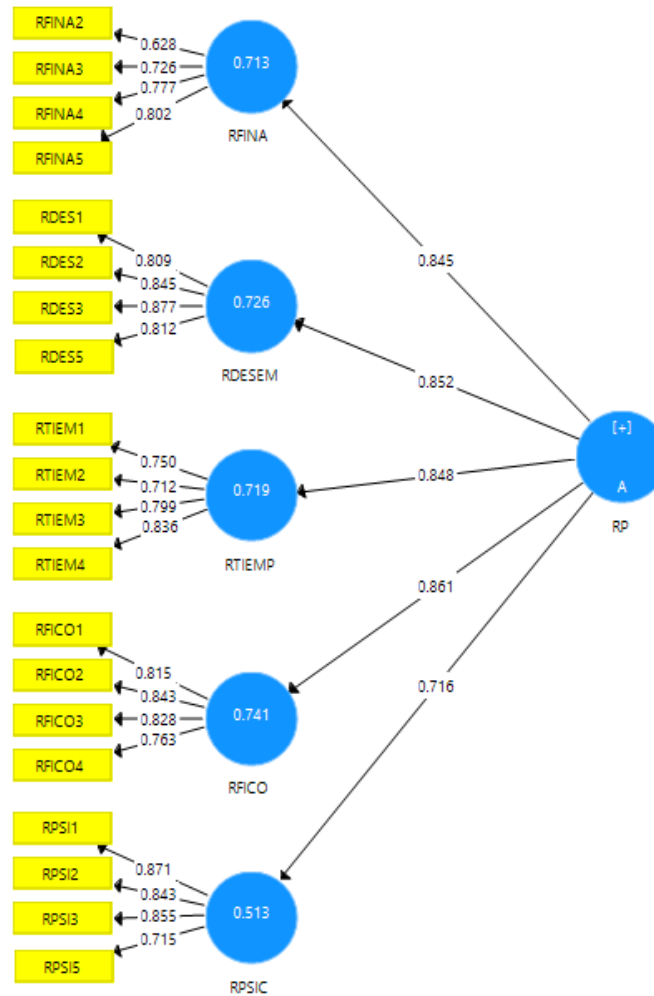 RFINA2
RFINA3
RFINA4
RFINA5
0.628
0.726
0.777
0.802
0.713
RFINA
0.845
RDES1
RDES2
RDES3
RDES5
0.809
0.845
0.877
0.812
0.726
RDESEM
0.852
RTIEM1
RTIEM2
RTIEM3
RTIEM4
0.750
0.712
0.799
0.836
0.719
RTIEMP
0.848
[+]
A
RP
RFICO1
RFICO2
RFICO3
RFICO4
0.815
0.843
0.828
0.763
0.741
RFICO
0.861
RPSI1
RPSI2
RPSI3
RPSI5
0.871
0.843
0.855
0.715
0.513
RPSIC
0.716